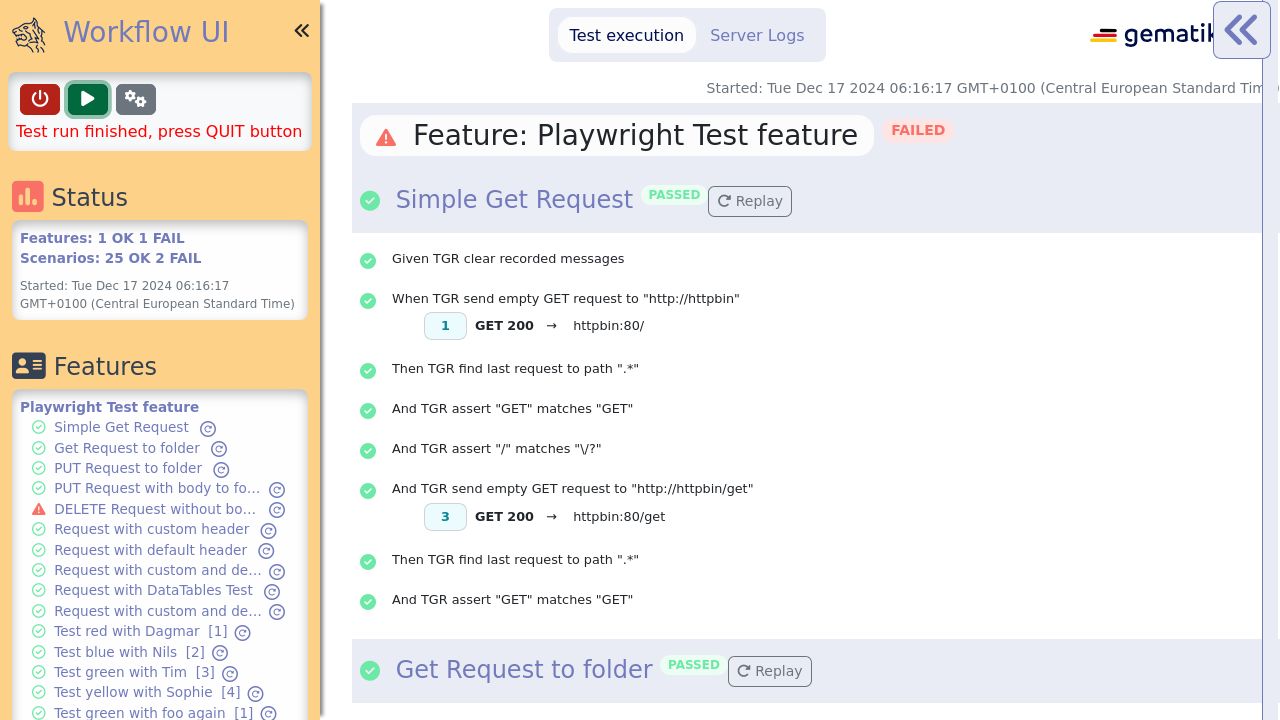 Workflow UI
Test run finished, press QUIT button
Status
Features: 1 OK 1 FAIL
Scenarios: 25 OK 2 FAIL
Started: Tue Dec 17 2024 06:16:17
GMT+0100 (Central European Standard Time)
Features
Playwright Test feature
Simple Get Request
Get Request to folder
PUT Request to folder
PUT Request with body to fo...
DELETE Request without bo...
Request with custom header
Request with default header
Request with custom and de...
Request with DataTables Test
Request with custom and de...
Test red with Dagmar [1]
Test blue with Nils [2]
Test green with Tim [3]
Test yellow with Sophie [4]
Test green with foo again [1]
Test execution
Server Logs
gematik
Started: Tue Dec 17 2024 06:16:17 GMT+0100 (Central European Standard Tim
Feature: Playwright Test feature
FAILED
Simple Get Request
PASSED
Replay
Given TGR clear recorded messages
When TGR send empty GET request to "http://httpbin"
1 GET 200 → httpbin:80/
Then TGR find last request to path ".*"
And TGR assert "GET" matches "GET"
And TGR assert "/" matches "\/?"
And TGR send empty GET request to "http://httpbin/get"
3 GET 200 → httpbin:80/get
Then TGR find last request to path ".*"
And TGR assert "GET" matches "GET"
Get Request to folder
PASSED
Replay